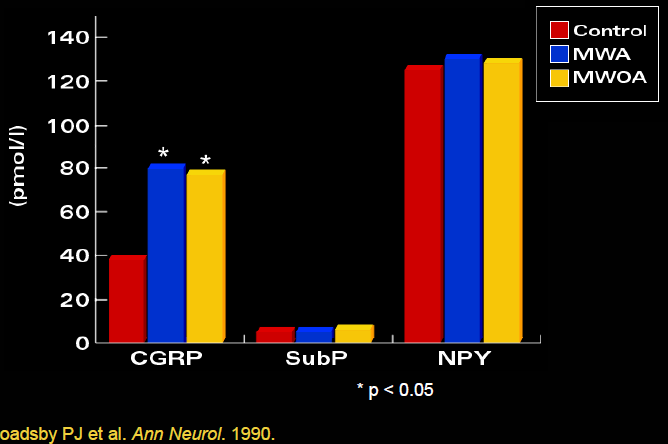 Control
MWA
MWOA
(pmol/l)
140
120
100
80
60
40
20
0
* *
CGRP SubP NPY
* p < 0.05
oadsby PJ et al. Ann Neurol. 1990.